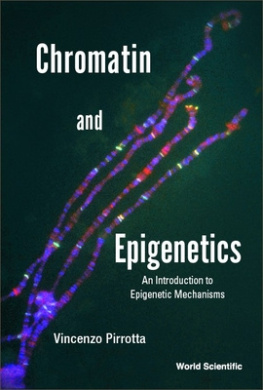 Chromatin
and
Epigenetics
An Introduction to
Epigenetic Mechanisms
Vincenzo Pirrotta
World Scientific